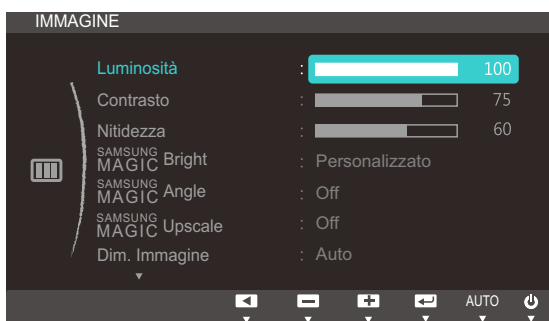 IMMAGINE
Luminosità : 100
Contrasto : 75
Nitidezza : 60
SAMSUNG MAGIC Bright : Personalizzato
SAMSUNG MAGIC Angle : Off
SAMSUNG MAGIC Upscale : Off
Dim. Immagine : Auto
AUTO